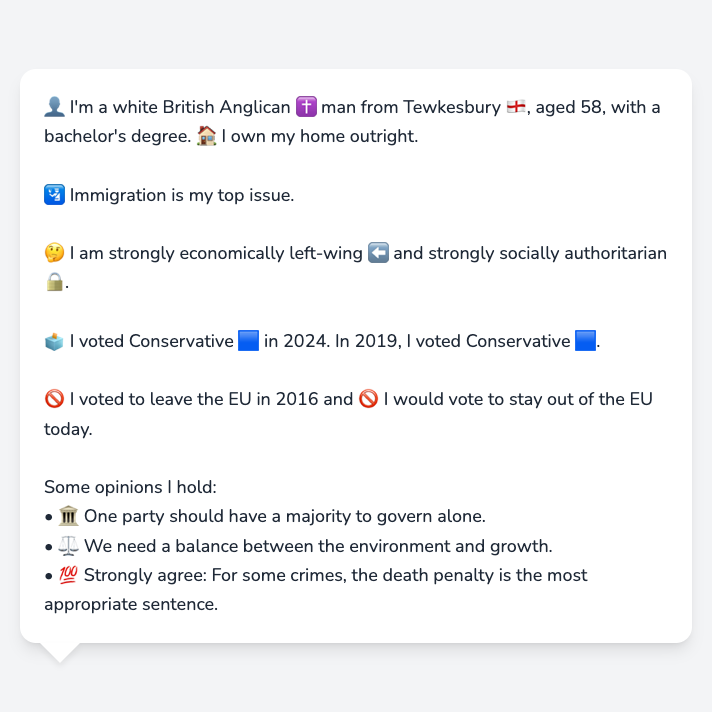 👤 I'm a white British Anglican ✝️ man from Tewkesbury 🏴󠁧󠁢󠁥󠁮󠁧󠁿, aged 58, with a
bachelor's degree. 🏠 I own my home outright.
🛂 Immigration is my top issue.
🤔 I am strongly economically left-wing ⬅️ and strongly socially authoritarian
🔒.
🗳️ I voted Conservative 🟦 in 2024. In 2019, I voted Conservative 🟦.
🚫 I voted to leave the EU in 2016 and 🚫 I would vote to stay out of the EU
today.
Some opinions I hold:
• 🏛️ One party should have a majority to govern alone.
• ⚖️ We need a balance between the environment and growth.
• 💯 Strongly agree: For some crimes, the death penalty is the most
appropriate sentence.